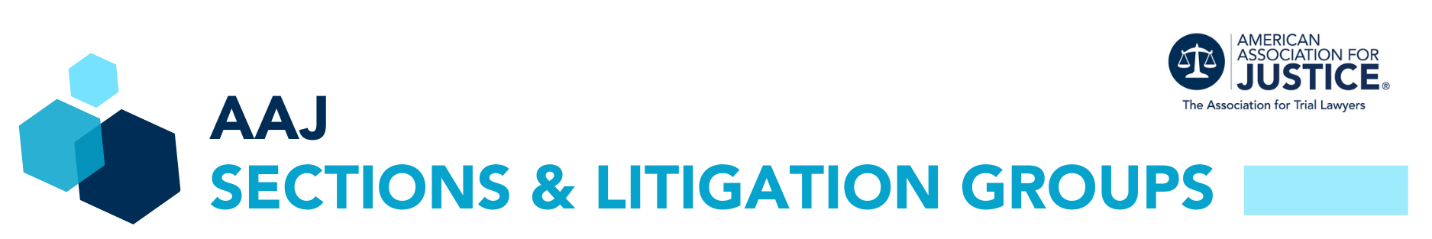 AMERICAN
ASSOCIATION FOR
JUSTICE®
The Association for Trial Lawyers
AAJ
SECTIONS & LITIGATION GROUPS